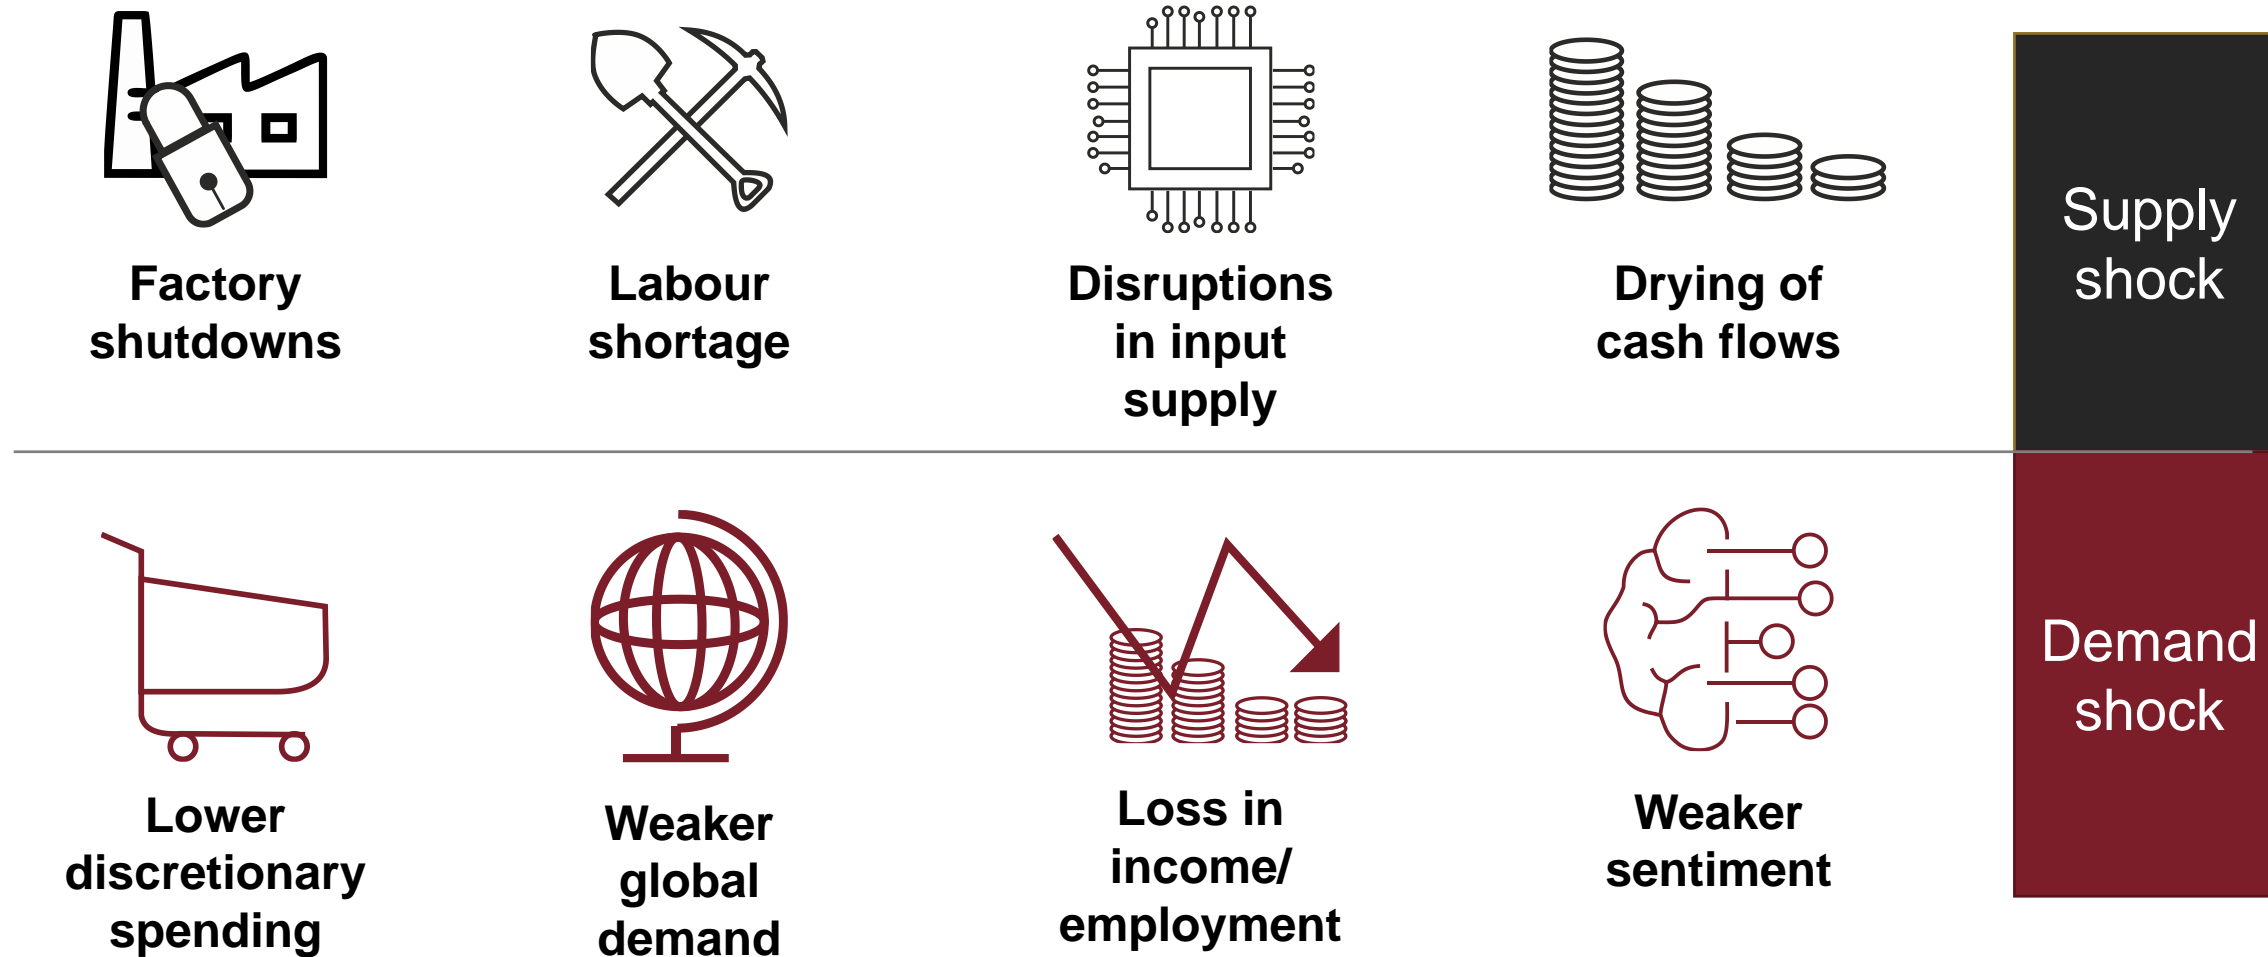 Factory
shutdowns
Labour
shortage
Disruptions
in input
supply
Drying of
cash flows
Supply
shock
Lower
discretionary
spending
Weaker
global
demand
Loss in
income/
employment
Weaker
sentiment
Demand
shock